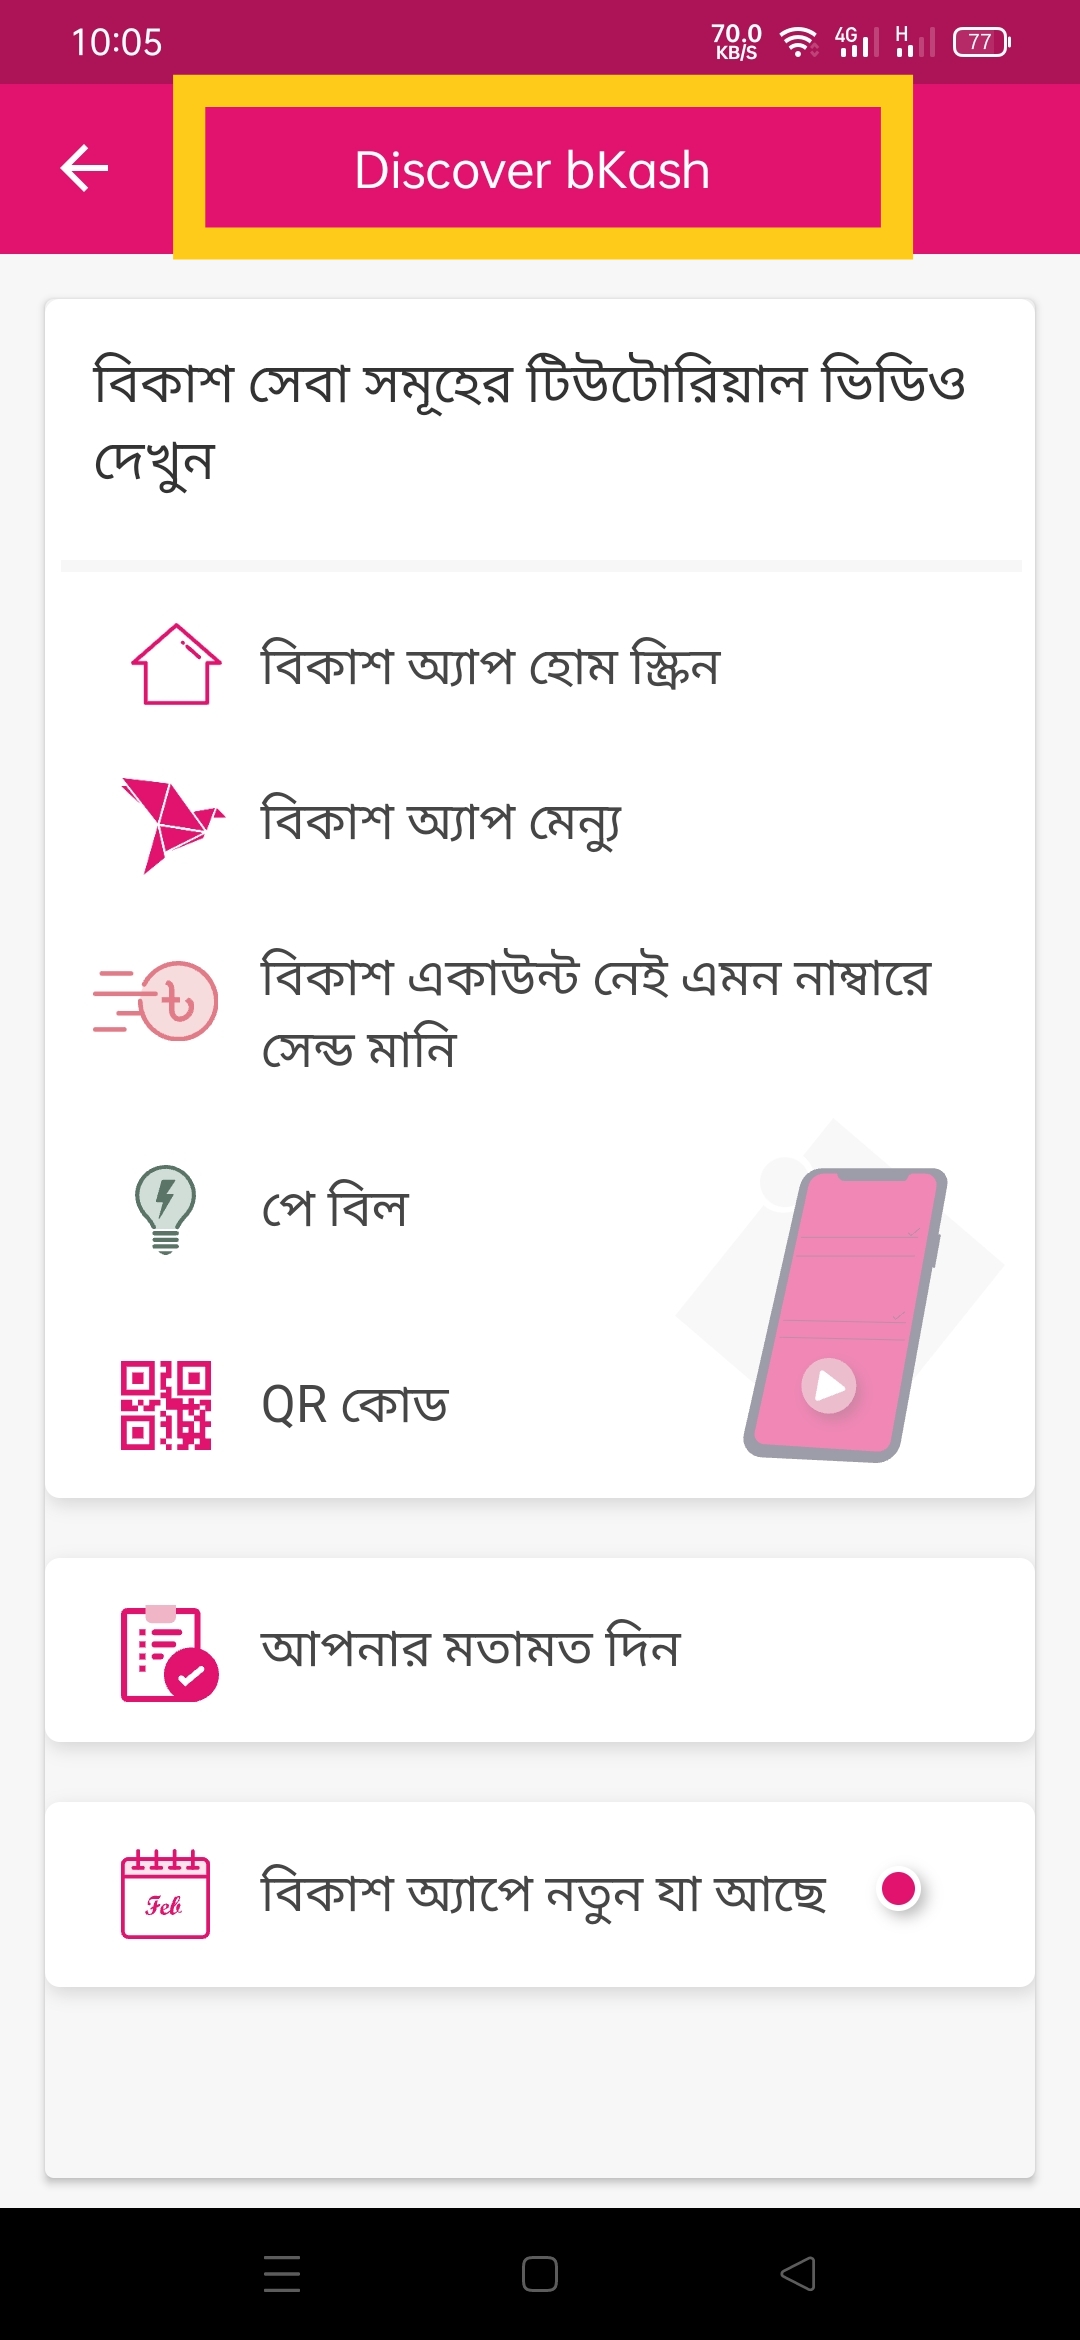 10:05
70.0
KB/S
4G
H
77
Discover bKash
বিকাশ সেবা সমূহের টিউটোরিয়াল ভিডিও
দেখুন
বিকাশ অ্যাপ হোম স্ক্রিন
বিকাশ অ্যাপ মেন্যু
বিকাশ একাউন্ট নেই এমন নাম্বারে
সেন্ড মানি
পে বিল
QR কোড
আপনার মতামত দিন
Feb
বিকাশ অ্যাপে নতুন যা আছে